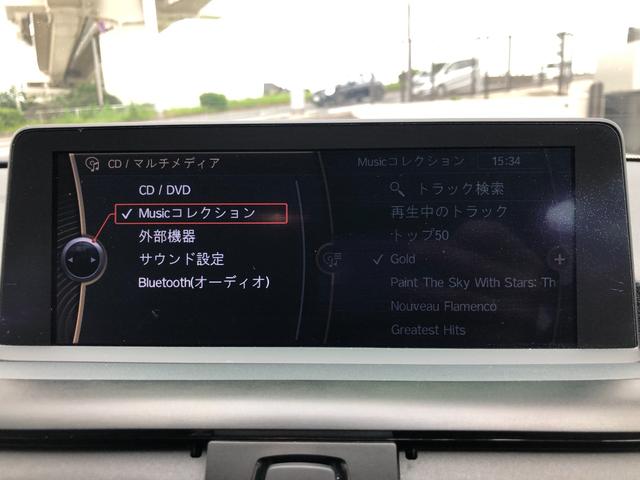 CD / マルチメディア
CD / DVD
Musicコレクション
外部機器
サウンド設定
Bluetooth(オーディオ)
Musicコレクション 15:34
トラック検索
再生中のトラック
トップ50
Gold
Paint The Sky With Stars: Th
Nouveau Flamenco
Greatest Hits